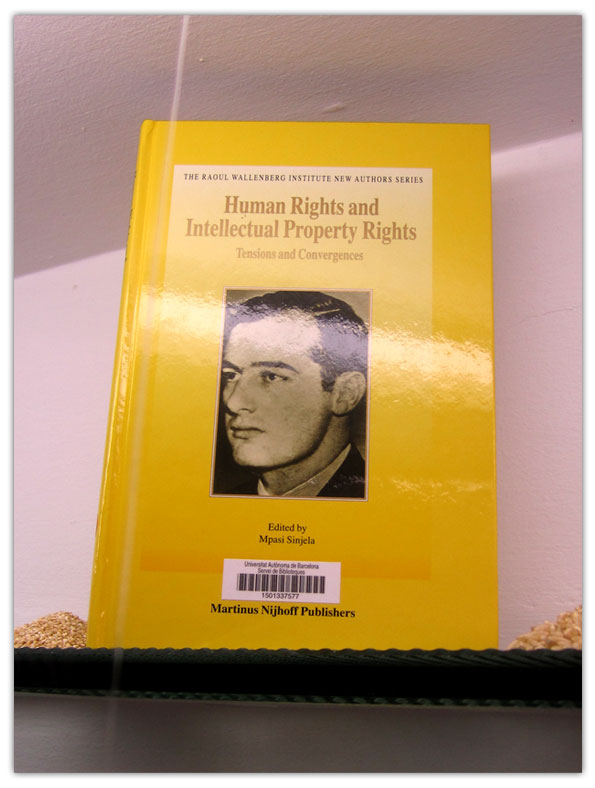 THE RAOUL WALLENBERG INSTITUTE NEW AUTHORS SERIES
Human Rights and
Intellectual Property Rights
Tensions and Convergences
Edited by
Mpasi Sinjela
Universitat Autònoma de Barcelona
Servei de Biblioteques
1501337577
Martinus Nijhoff Publishers